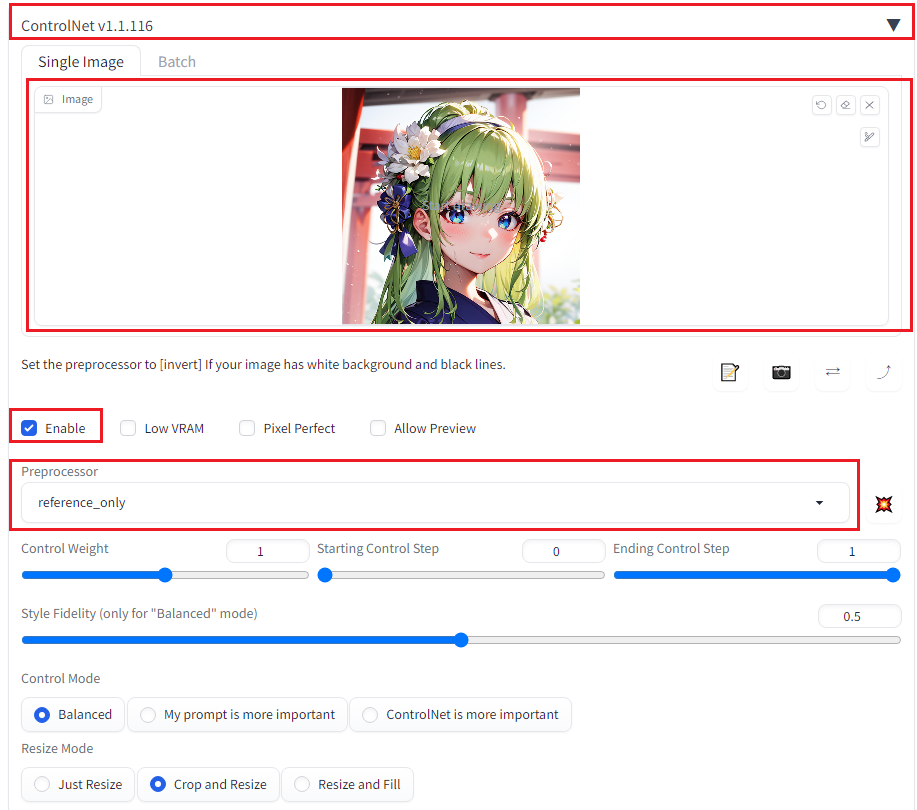 ControlNet v1.1.116
Single Image Batch
Image
Set the preprocessor to [invert] If your image has white background and black lines.
Enable Low VRAM Pixel Perfect Allow Preview
Preprocessor
reference_only
Control Weight 1 Starting Control Step 0 Ending Control Step 1
Style Fidelity (only for "Balanced" mode) 0.5
Control Mode
Balanced My prompt is more important ControlNet is more important
Resize Mode
Just Resize Crop and Resize Resize and Fill